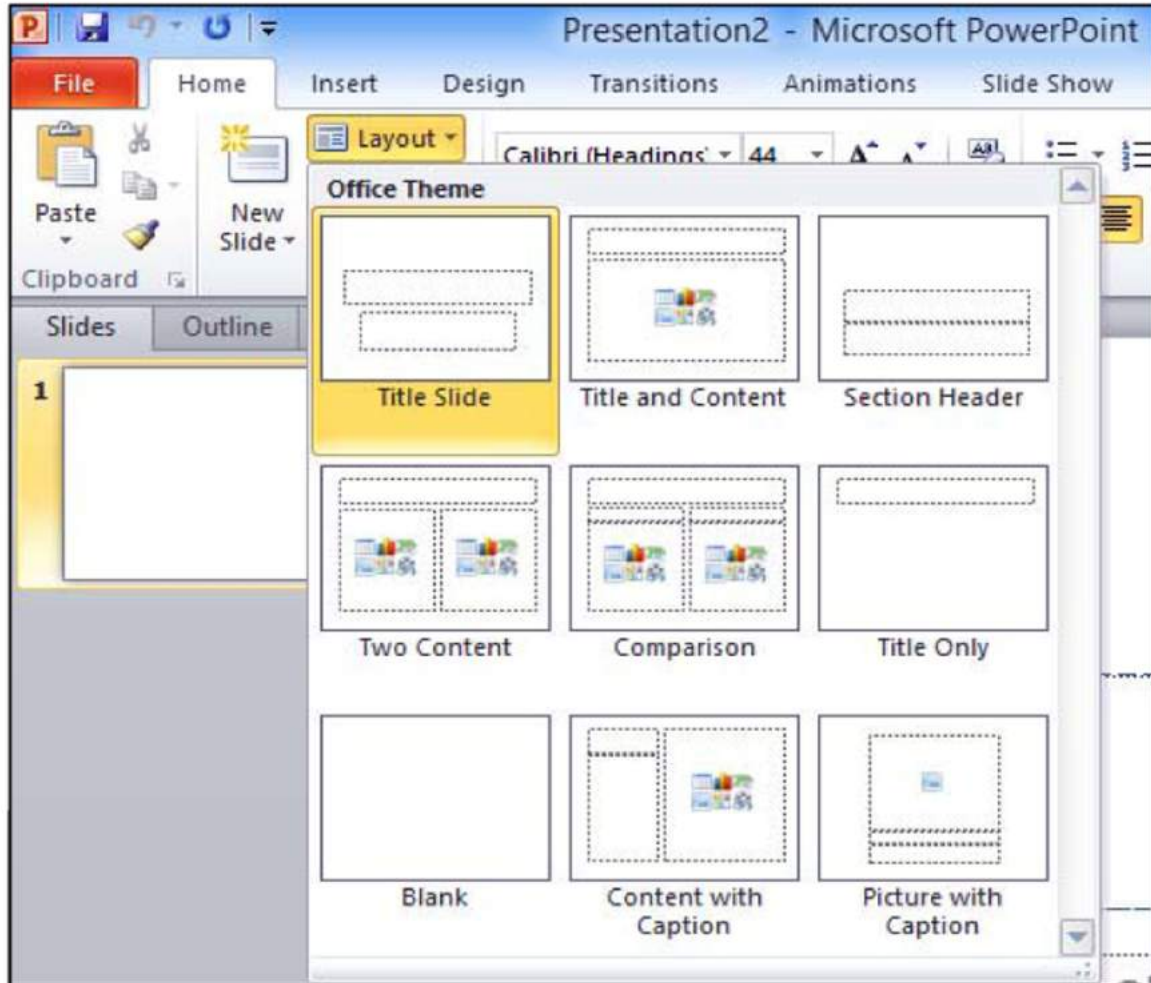 Presentation2 - Microsoft PowerPoint
File Home Insert Design Transitions Animations Slide Show
Layout
Calibri (Headings) 44
Paste
New
Slide
Clipboard
Office Theme
Slides Outline
1
Title Slide Title and Content Section Header
Two Content Comparison Title Only
Blank Content with Picture with
Caption Caption